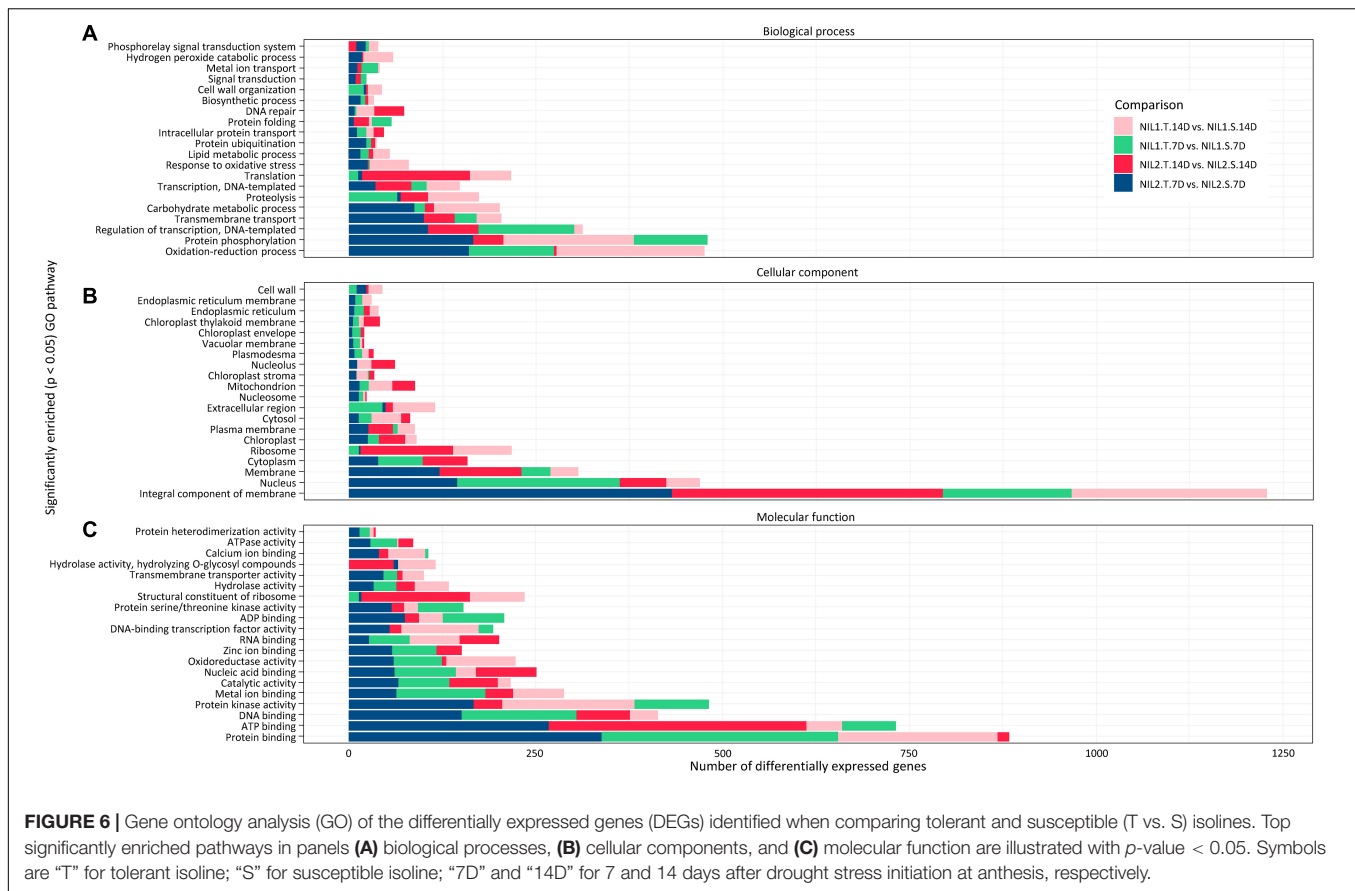 A
Biological process
Phosphorelay signal transduction system
Hydrogen peroxide catabolic process
Metal ion transport
Signal transduction
Cell wall organization
Biosynthetic process
DNA repair
Protein folding
Intracellular protein transport
Protein ubiquitination
Lipid metabolic process
Response to oxidative stress
Translation
Transcription, DNA-templated
Proteolysis
Carbohydrate metabolic process
Transmembrane transport
Regulation of transcription, DNA-templated
Protein phosphorylation
Oxidation-reduction process
Comparison
NIL1.T.14D vs. NIL1.S.14D
NIL1.T.7D vs. NIL1.S.7D
NIL2.T.14D vs. NIL2.S.14D
NIL2.T.7D vs. NIL2.S.7D
Significantly enriched (p < 0.05) GO pathway
B
Cellular component
Cell wall
Endoplasmic reticulum membrane
Endoplasmic reticulum
Chloroplast thylakoid membrane
Chloroplast envelope
Vacuolar membrane
Plasmodesma
Nucleolus
Chloroplast stroma
Mitochondrion
Nucleosome
Extracellular region
Cytosol
Plasma membrane
Chloroplast
Ribosome
Cytoplasm
Membrane
Nucleus
Integral component of membrane
C
Molecular function
Protein heterodimerization activity
ATPase activity
Calcium ion binding
Hydrolase activity, hydrolyzing O-glycosyl compounds
Transmembrane transporter activity
Hydrolase activity
Structural constituent of ribosome
Protein serine/threonine kinase activity
ADP binding
DNA-binding transcription factor activity
RNA binding
Zinc ion binding
Oxidoreductase activity
Nucleic acid binding
Catalytic activity
Metal ion binding
Protein kinase activity
DNA binding
ATP binding
Protein binding
0 250 500 750 1000 1250
Number of differentially expressed genes
FIGURE 6 | Gene ontology analysis (GO) of the differentially expressed genes (DEGs) identified when comparing tolerant and susceptible (T vs. S) isolines. Top
significantly enriched pathways in panels (A) biological processes, (B) cellular components, and (C) molecular function are illustrated with p-value < 0.05. Symbols
are “T” for tolerant isoline; “S” for susceptible isoline; “7D” and “14D” for 7 and 14 days after drought stress initiation at anthesis, respectively.